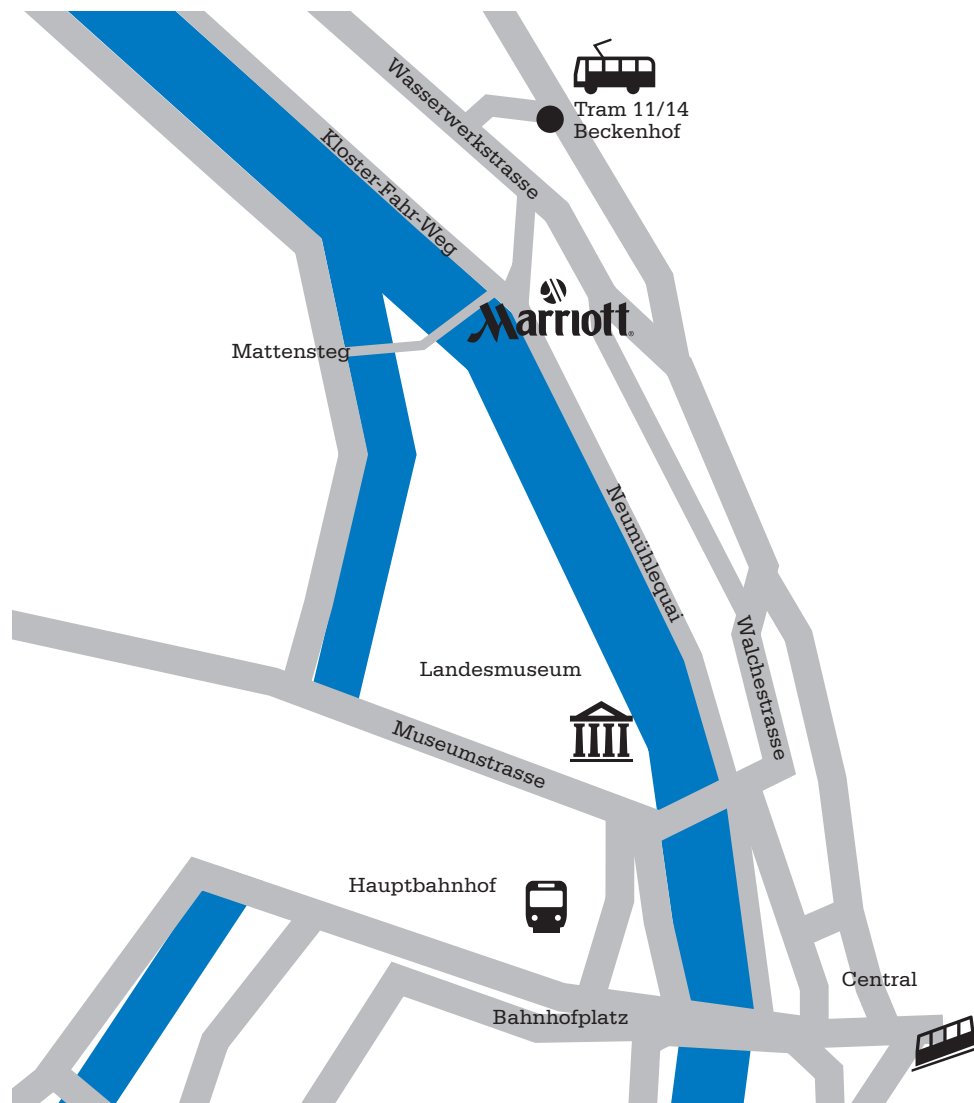 Wasserwerkstrasse
Tram 11/14
Beckenhof
Kloster-Fahr-Weg
Marriott®
Mattensteg
Neumühlequai
Walchestrasse
Landesmuseum
Museumstrasse
Hauptbahnhof
Central
Bahnhofplatz